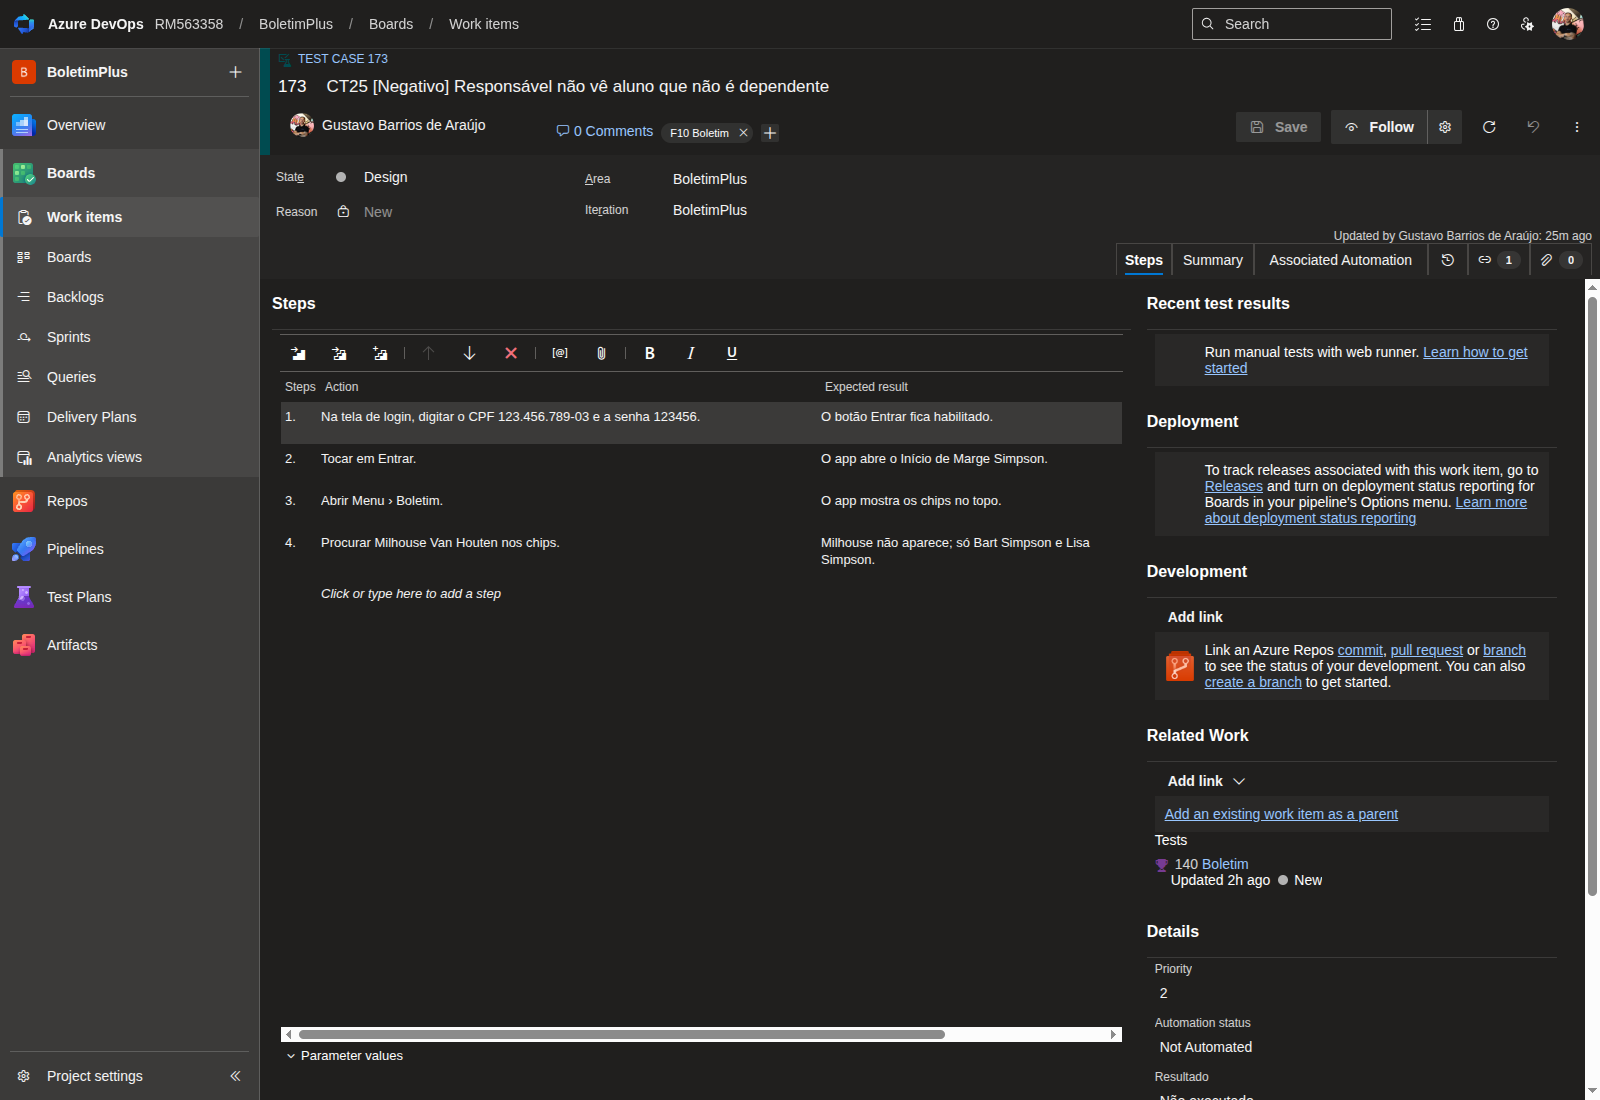 Azure DevOps RM563358 / BoletimPlus / Boards / Work items
Search
B BoletimPlus
Overview
Boards
Work items
Boards
Backlogs
Sprints
Queries
Delivery Plans
Analytics views
Repos
Pipelines
Test Plans
Artifacts
Project settings
TEST CASE 173
173 CT25 [Negativo] Responsável não vê aluno que não é dependente
Gustavo Barrios de Araújo
0 Comments
F10 Boletim
Save
Follow
State Design
Area BoletimPlus
Reason New
Iteration BoletimPlus
Updated by Gustavo Barrios de Araújo: 25m ago
Steps Summary Associated Automation 1 0
Steps
B I U
Steps Action Expected result
1. Na tela de login, digitar o CPF 123.456.789-03 e a senha 123456. O botão Entrar fica habilitado.
2. Tocar em Entrar. O app abre o Início de Marge Simpson.
3. Abrir Menu › Boletim. O app mostra os chips no topo.
4. Procurar Milhouse Van Houten nos chips. Milhouse não aparece; só Bart Simpson e Lisa
Simpson.
Click or type here to add a step
Parameter values
Recent test results
Run manual tests with web runner. Learn how to get
started
Deployment
To track releases associated with this work item, go to
Releases and turn on deployment status reporting for
Boards in your pipeline's Options menu. Learn more
about deployment status reporting
Development
Add link
Link an Azure Repos commit, pull request or branch
to see the status of your development. You can also
create a branch to get started.
Related Work
Add link
Add an existing work item as a parent
Tests
140 Boletim
Updated 2h ago New
Details
Priority
2
Automation status
Not Automated
Resultado
Não executado